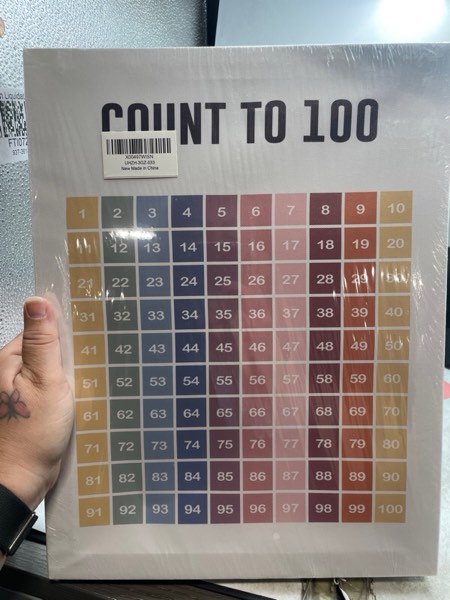 COUNT TO 100
New Made in China
1 2 3 4 5 6 7 8 9 10
11 12 13 14 15 16 17 18 19 20
21 22 23 24 25 26 27 28 29 30
31 32 33 34 35 36 37 38 39 40
41 42 43 44 45 46 47 48 49 50
51 52 53 54 55 56 57 58 59 60
61 62 63 64 65 66 67 68 69 70
71 72 73 74 75 76 77 78 79 80
81 82 83 84 85 86 87 88 89 90
91 92 93 94 95 96 97 98 99 100